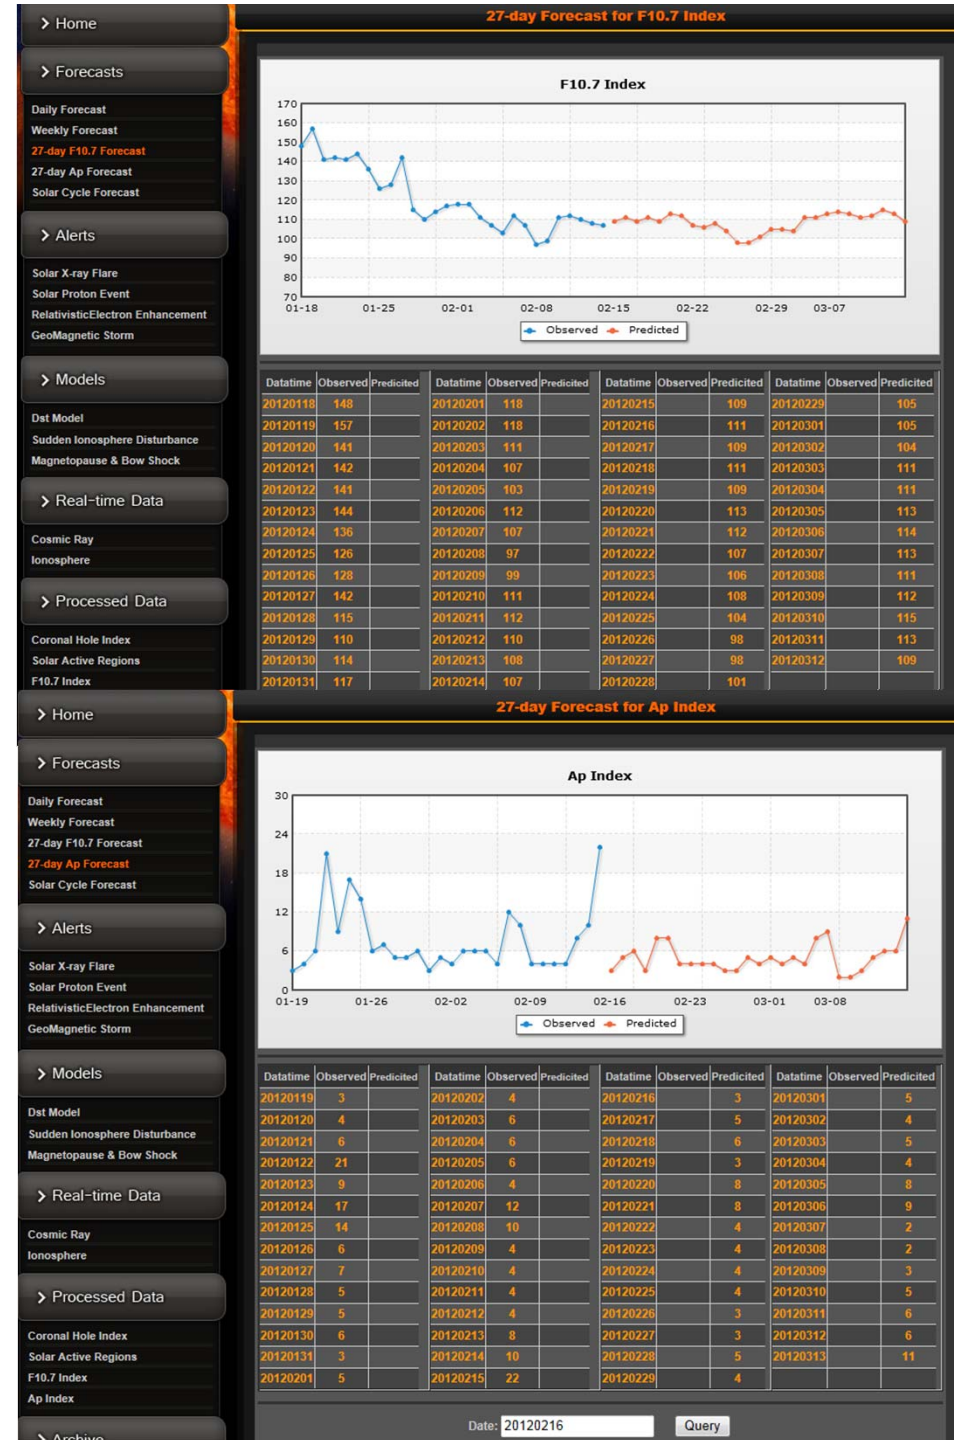 Home
Forecasts
Daily Forecast
Weekly Forecast
27-day F10.7 Forecast
27-day Ap Forecast
Solar Cycle Forecast
Alerts
Solar X-ray Flare
Solar Proton Event
RelativisticElectron Enhancement
GeoMagnetic Storm
Models
Dst Model
Sudden Ionosphere Disturbance
Magnetopause & Bow Shock
Real-time Data
Cosmic Ray
Ionosphere
Processed Data
Coronal Hole Index
Solar Active Regions
F10.7 Index
27-day Forecast for F10.7 Index
F10.7 Index
170
160
150
140
130
120
110
100
90
80
70
01-18 01-25 02-01 02-08 02-15 02-22 02-29 03-07
Observed Predicted
Datatime Observed Predicited Datatime Observed Predicited Datatime Observed Predicited Datatime Observed Predicited
20120118 148 20120201 118 20120215 109 20120229 105
20120119 157 20120202 118 20120216 111 20120301 105
20120120 141 20120203 111 20120217 109 20120302 104
20120121 142 20120204 107 20120218 111 20120303 111
20120122 141 20120205 103 20120219 109 20120304 111
20120123 144 20120206 112 20120220 113 20120305 113
20120124 136 20120207 107 20120221 112 20120306 114
20120125 126 20120208 97 20120222 107 20120307 113
20120126 128 20120209 99 20120223 106 20120308 111
20120127 142 20120210 111 20120224 108 20120309 112
20120128 115 20120211 112 20120225 104 20120310 115
20120129 110 20120212 110 20120226 98 20120311 113
20120130 114 20120213 108 20120227 98 20120312 109
20120131 117 20120214 107 20120228 101
Home
Forecasts
Daily Forecast
Weekly Forecast
27-day F10.7 Forecast
27-day Ap Forecast
Solar Cycle Forecast
Alerts
Solar X-ray Flare
Solar Proton Event
RelativisticElectron Enhancement
GeoMagnetic Storm
Models
Dst Model
Sudden Ionosphere Disturbance
Magnetopause & Bow Shock
Real-time Data
Cosmic Ray
Ionosphere
Processed Data
Coronal Hole Index
Solar Active Regions
F10.7 Index
Ap Index
Archive
27-day Forecast for Ap Index
Ap Index
30
24
18
12
6
0
01-19 01-26 02-02 02-09 02-16 02-23 03-01 03-08
Observed Predicted
Datatime Observed Predicited Datatime Observed Predicited Datatime Observed Predicited Datatime Observed Predicited
20120119 3 20120202 4 20120216 3 20120301 5
20120120 4 20120203 6 20120217 5 20120302 4
20120121 6 20120204 6 20120218 6 20120303 5
20120122 21 20120205 6 20120219 3 20120304 4
20120123 9 20120206 4 20120220 8 20120305 8
20120124 17 20120207 12 20120221 8 20120306 9
20120125 14 20120208 10 20120222 4 20120307 2
20120126 6 20120209 4 20120223 4 20120308 2
20120127 7 20120210 4 20120224 4 20120309 3
20120128 5 20120211 4 20120225 4 20120310 5
20120129 5 20120212 4 20120226 3 20120311 6
20120130 6 20120213 8 20120227 3 20120312 6
20120131 3 20120214 10 20120228 5 20120313 11
20120201 5 20120215 22 20120229 4
Date: 20120216 Query